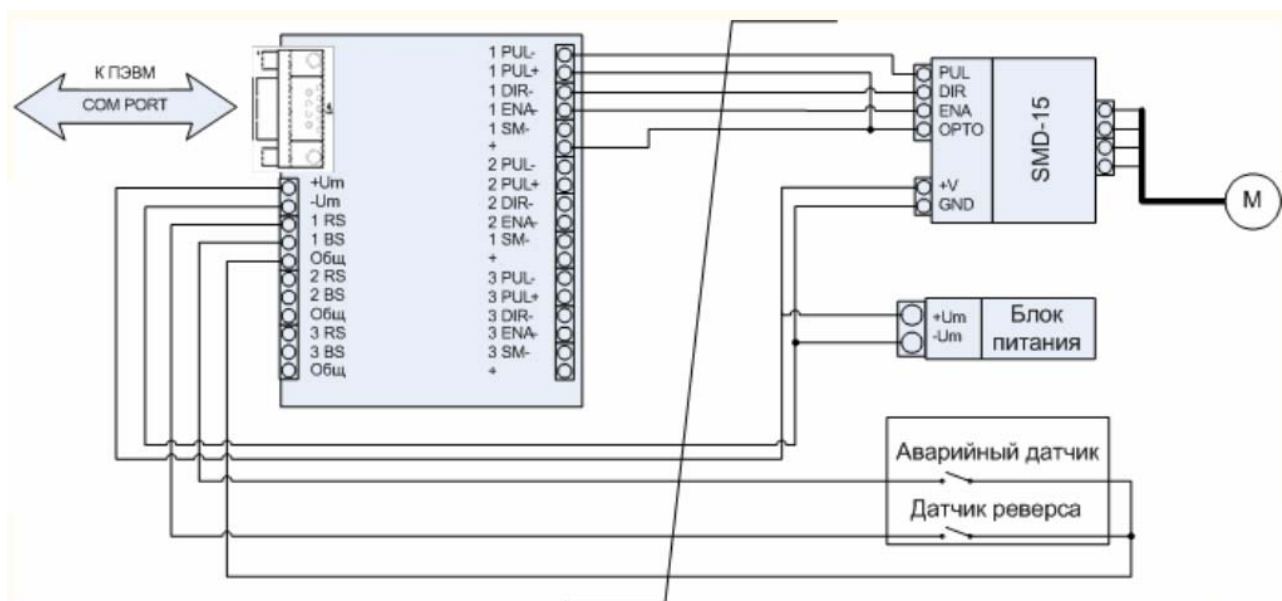 К ПЭВМ
COM PORT
+Um
-Um
1 RS
1 BS
Общ
2 RS
2 BS
Общ
3 RS
3 BS
Общ
1 PUL-
1 PUL+
1 DIR-
1 ENA-
1 SM-
+
2 PUL-
2 PUL+
2 DIR-
2 ENA-
1 SM-
+
3 PUL-
3 PUL+
3 DIR-
3 ENA-
3 SM-
+
PUL
DIR
ENA
OPTO
+V
GND
SMD-15
M
+Um
-Um
Блок
питания
Аварийный датчик
Датчик реверса